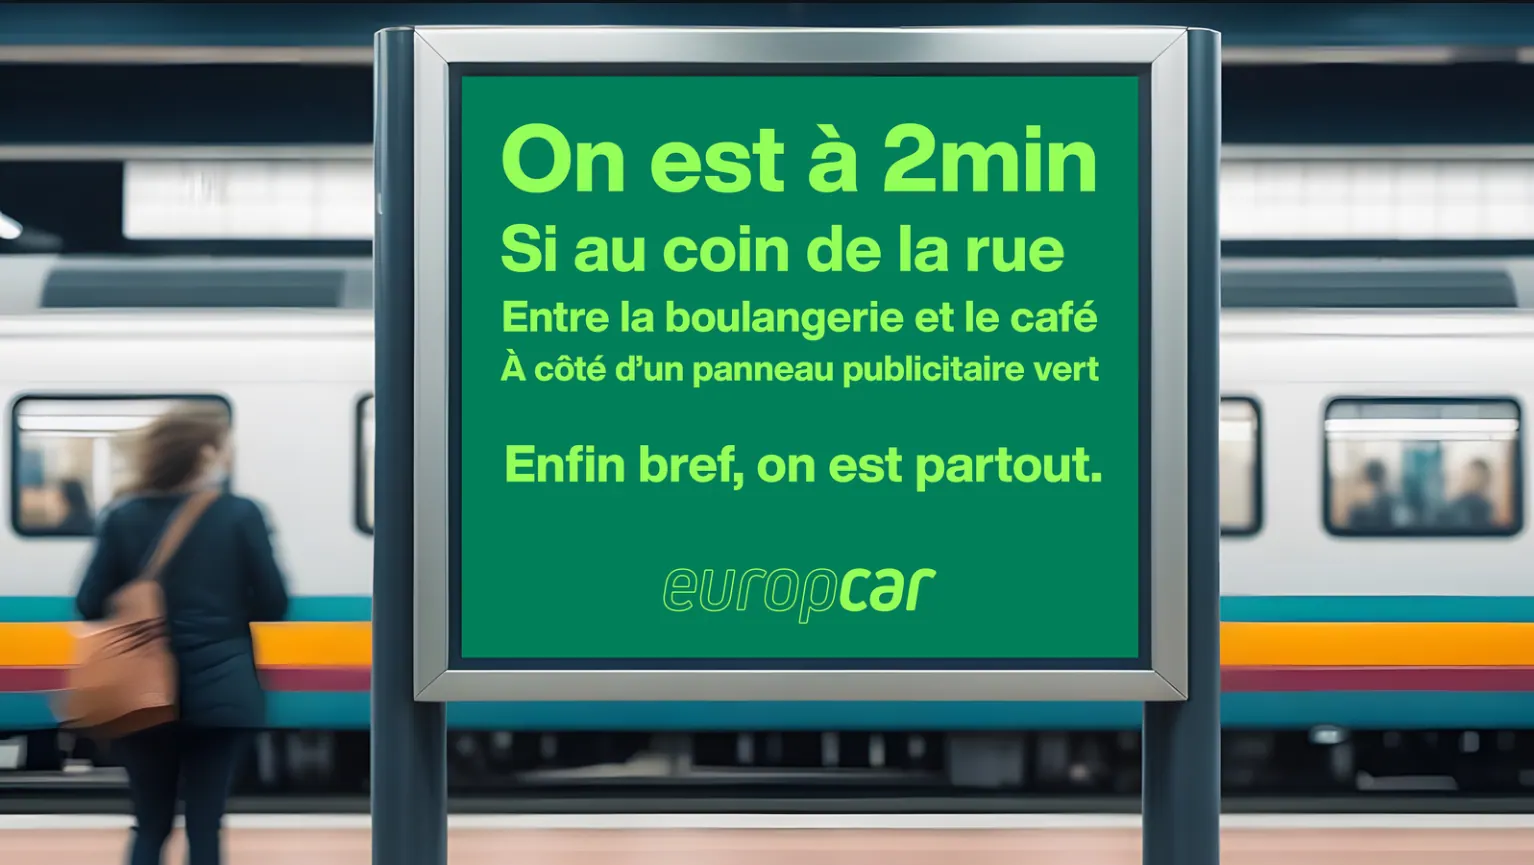 On est à 2min
Si au coin de la rue
Entre la boulangerie et le café
À côté d'un panneau publicitaire vert
Enfin bref, on est partout.
europcar